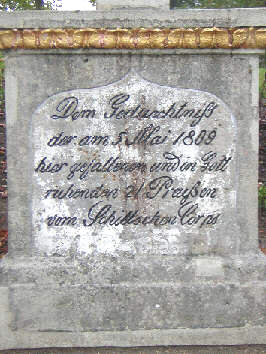 Dem Gedächtniß
der am 5. Mai 1809
hier gefallenen und in Gott
ruhenden 21 Preußen
vom Schillschen Corps